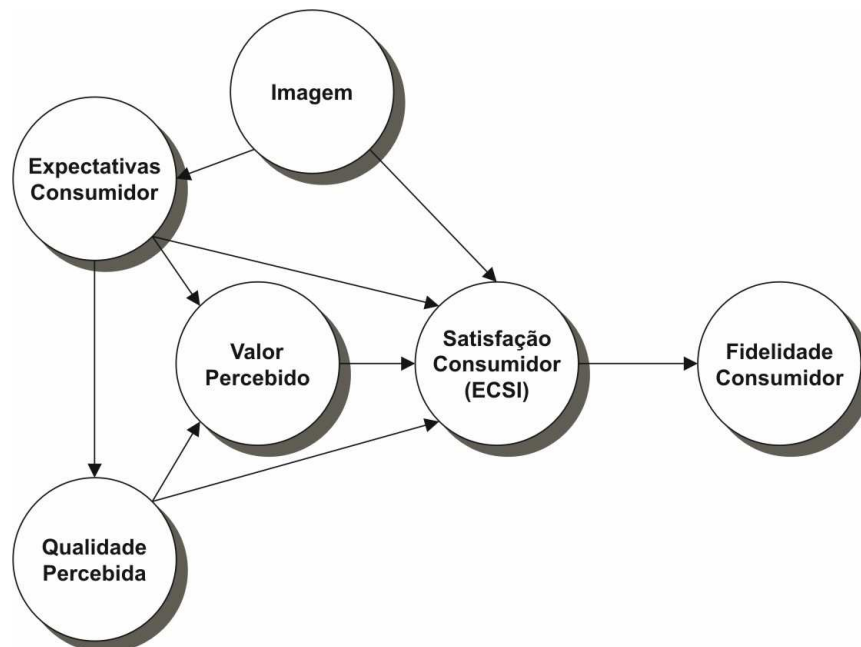 Imagem
Expectativas
Consumidor
Valor
Percebido
Satisfação
Consumidor
(ECSI)
Fidelidade
Consumidor
Qualidade
Percebida